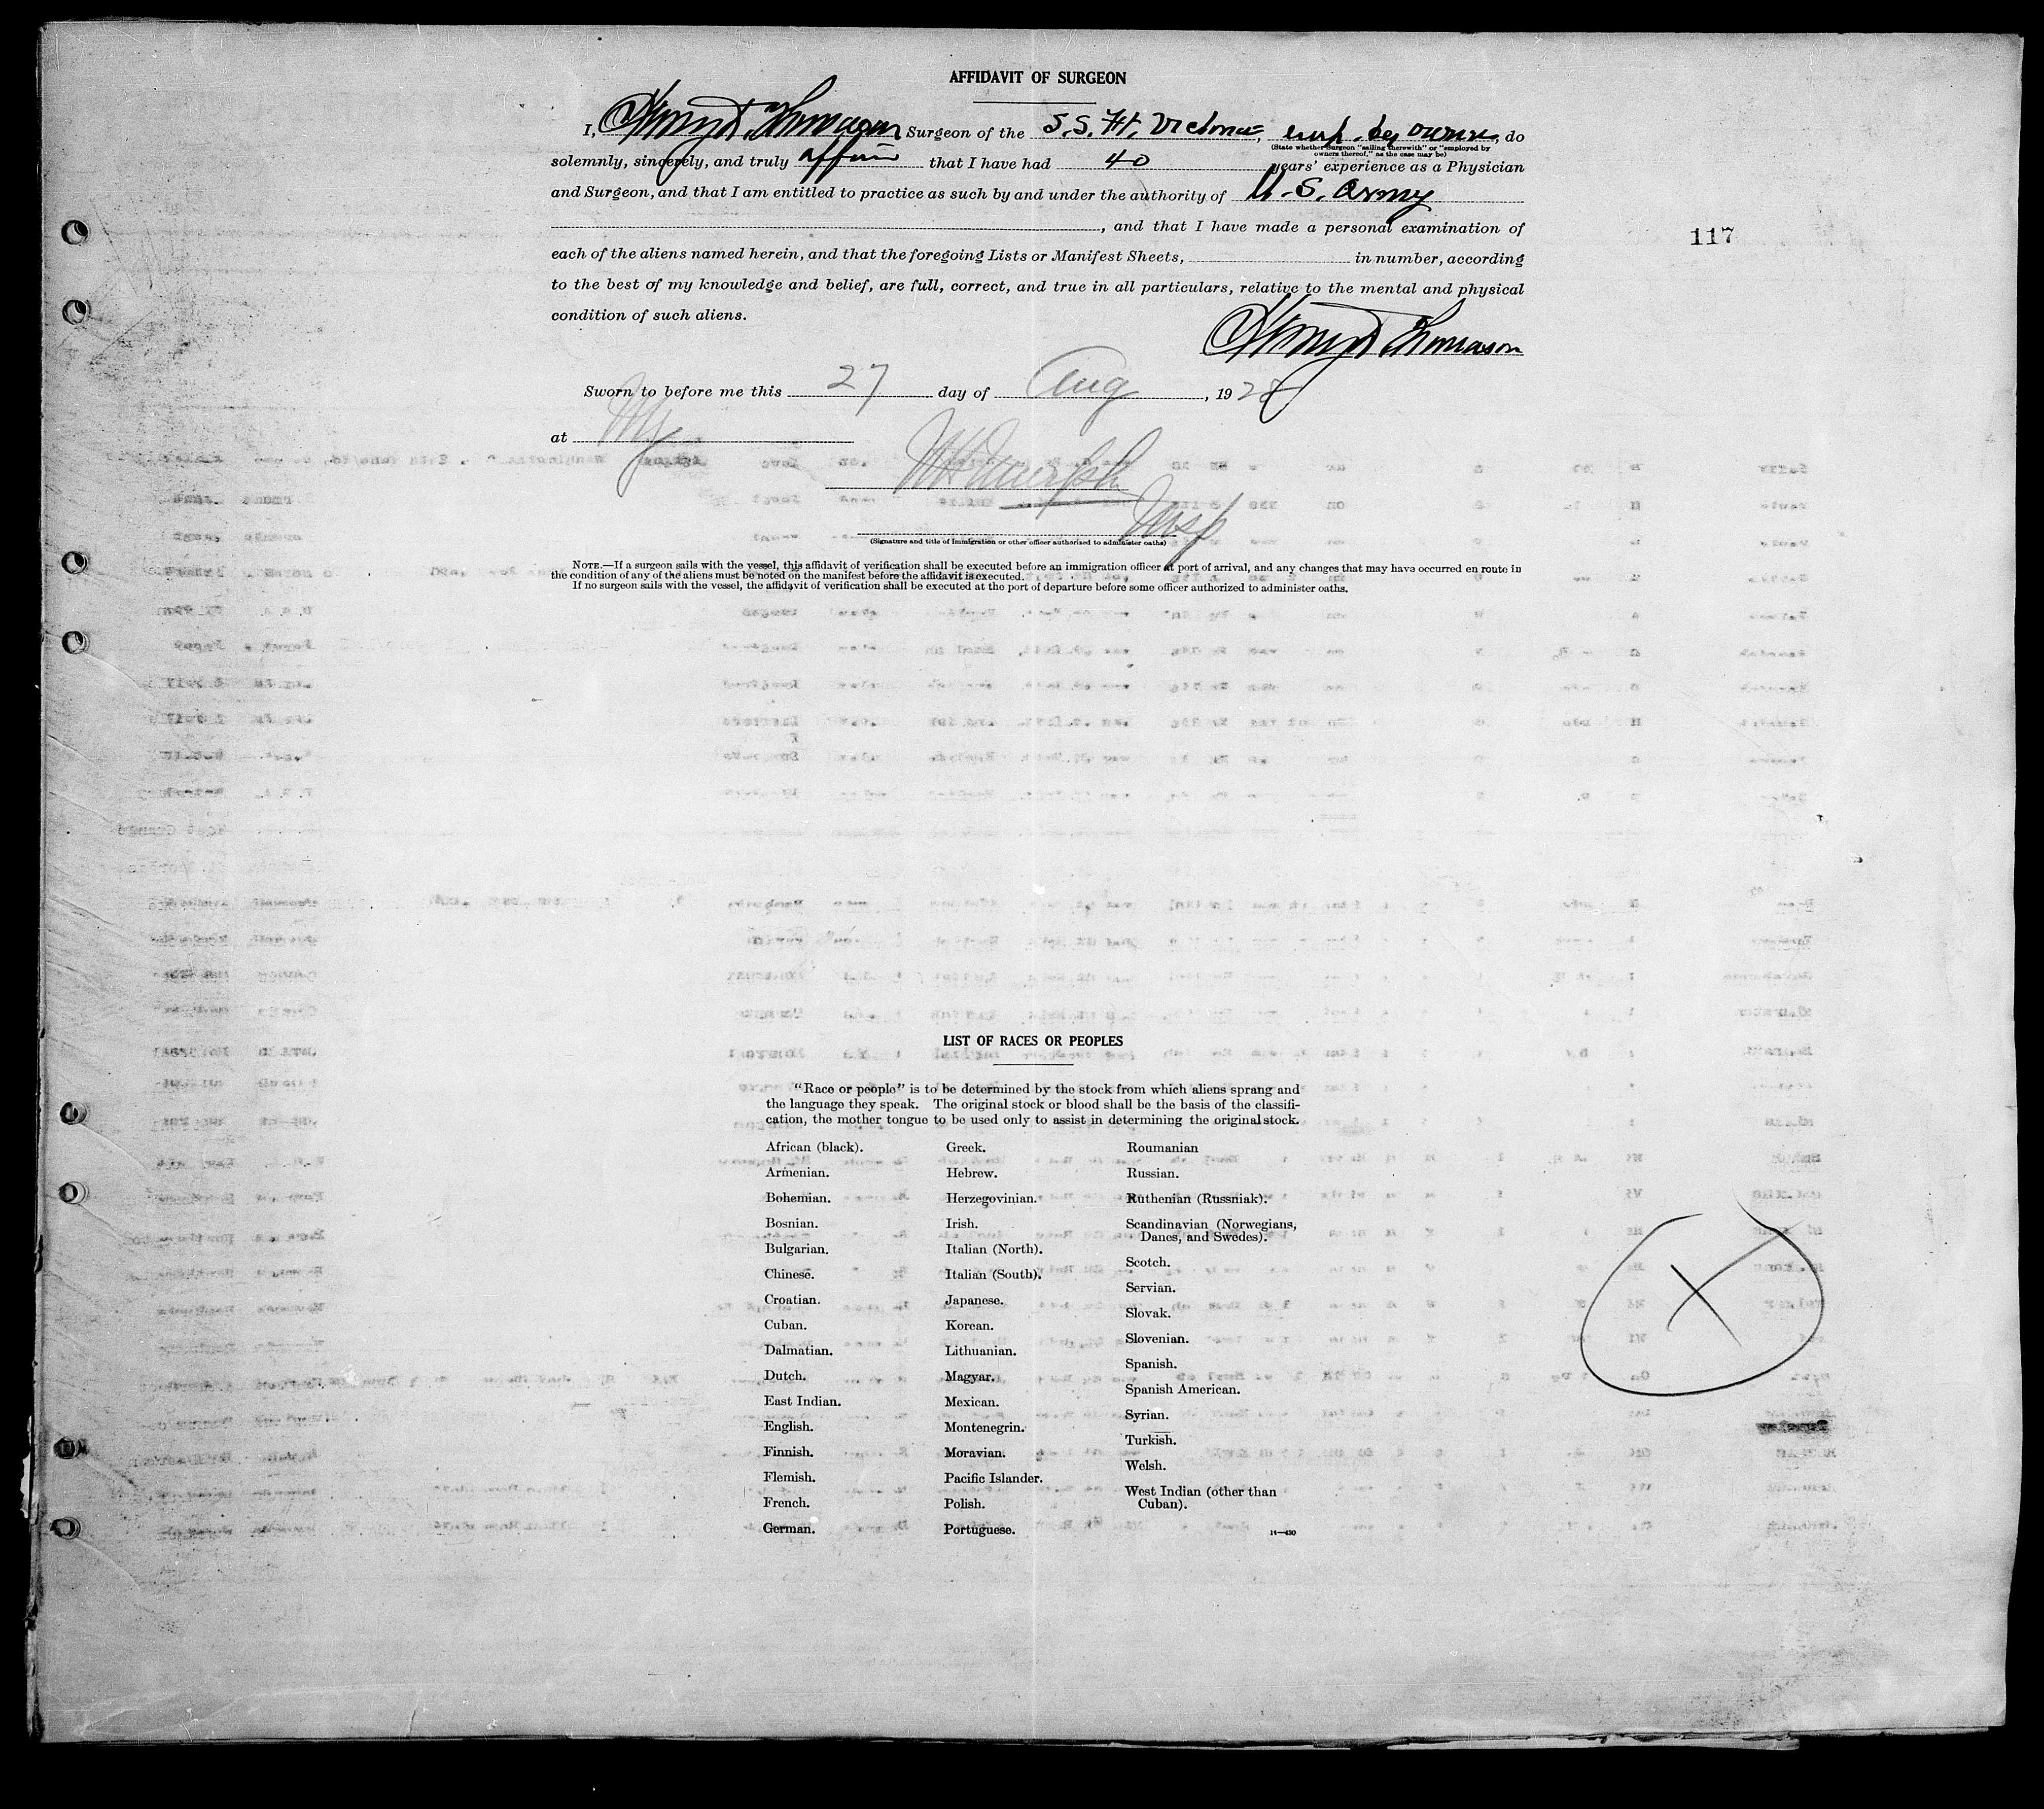 AFFIDAVIT OF SURGEON
I, Henry D. Thomason Surgeon of the S.S. Ft. Victoria, emp. by owners, do
(State whether Surgeon "sailing therewith" or "employed by
owners thereof," as the case may be)
solemnly, sincerely, and truly affirm that I have had 40 years' experience as a Physician
and Surgeon, and that I am entitled to practice as such by and under the authority of U.S. Army
, and that I have made a personal examination of
117
each of the aliens named herein, and that the foregoing Lists or Manifest Sheets, in number, according
to the best of my knowledge and belief, are full, correct, and true in all particulars, relative to the mental and physical
condition of such aliens.
Henry D Thomason
Sworn to before me this 27 day of Aug, 1928
at NY
Insp
(Signature and title of immigration or other officer authorized to administer oaths)
NOTE.—If a surgeon sails with the vessel, this affidavit of verification shall be executed before an immigration officer at port of arrival, and any changes that may have occurred en route in
the condition of any of the aliens must be noted on the manifest before the affidavit is executed.
If no surgeon sails with the vessel, the affidavit of verification shall be executed at the port of departure before some officer authorized to administer oaths.
LIST OF RACES OR PEOPLES
"Race or people" is to be determined by the stock from which aliens sprang and
the language they speak. The original stock or blood shall be the basis of the classifi-
cation, the mother tongue to be used only to assist in determining the original stock.
African (black).
Armenian.
Bohemian.
Bosnian.
Bulgarian.
Chinese.
Croatian.
Cuban.
Dalmatian.
Dutch.
East Indian.
English.
Finnish.
Flemish.
French.
German.
Greek.
Hebrew.
Herzegovinian.
Irish.
Italian (North).
Italian (South).
Japanese.
Korean.
Lithuanian.
Magyar.
Mexican.
Montenegrin.
Moravian.
Pacific Islander.
Polish.
Portuguese.
Roumanian
Russian.
Ruthenian (Russniak).
Scandinavian (Norwegians,
Danes, and Swedes).
Scotch.
Servian.
Slovak.
Slovenian.
Spanish.
Spanish American.
Syrian.
Turkish.
Welsh.
West Indian (other than
Cuban).
14—430
X